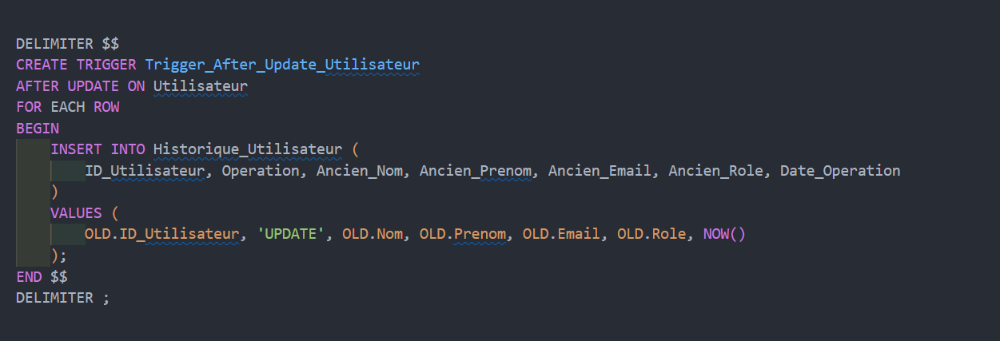 DELIMITER $$
CREATE TRIGGER Trigger_After_Update_Utilisateur
AFTER UPDATE ON Utilisateur
FOR EACH ROW
BEGIN
    INSERT INTO Historique_Utilisateur (
        ID_Utilisateur, Operation, Ancien_Nom, Ancien_Prenom, Ancien_Email, Ancien_Role, Date_Operation
    )
    VALUES (
        OLD.ID_Utilisateur, 'UPDATE', OLD.Nom, OLD.Prenom, OLD.Email, OLD.Role, NOW()
    );
END $$
DELIMITER ;